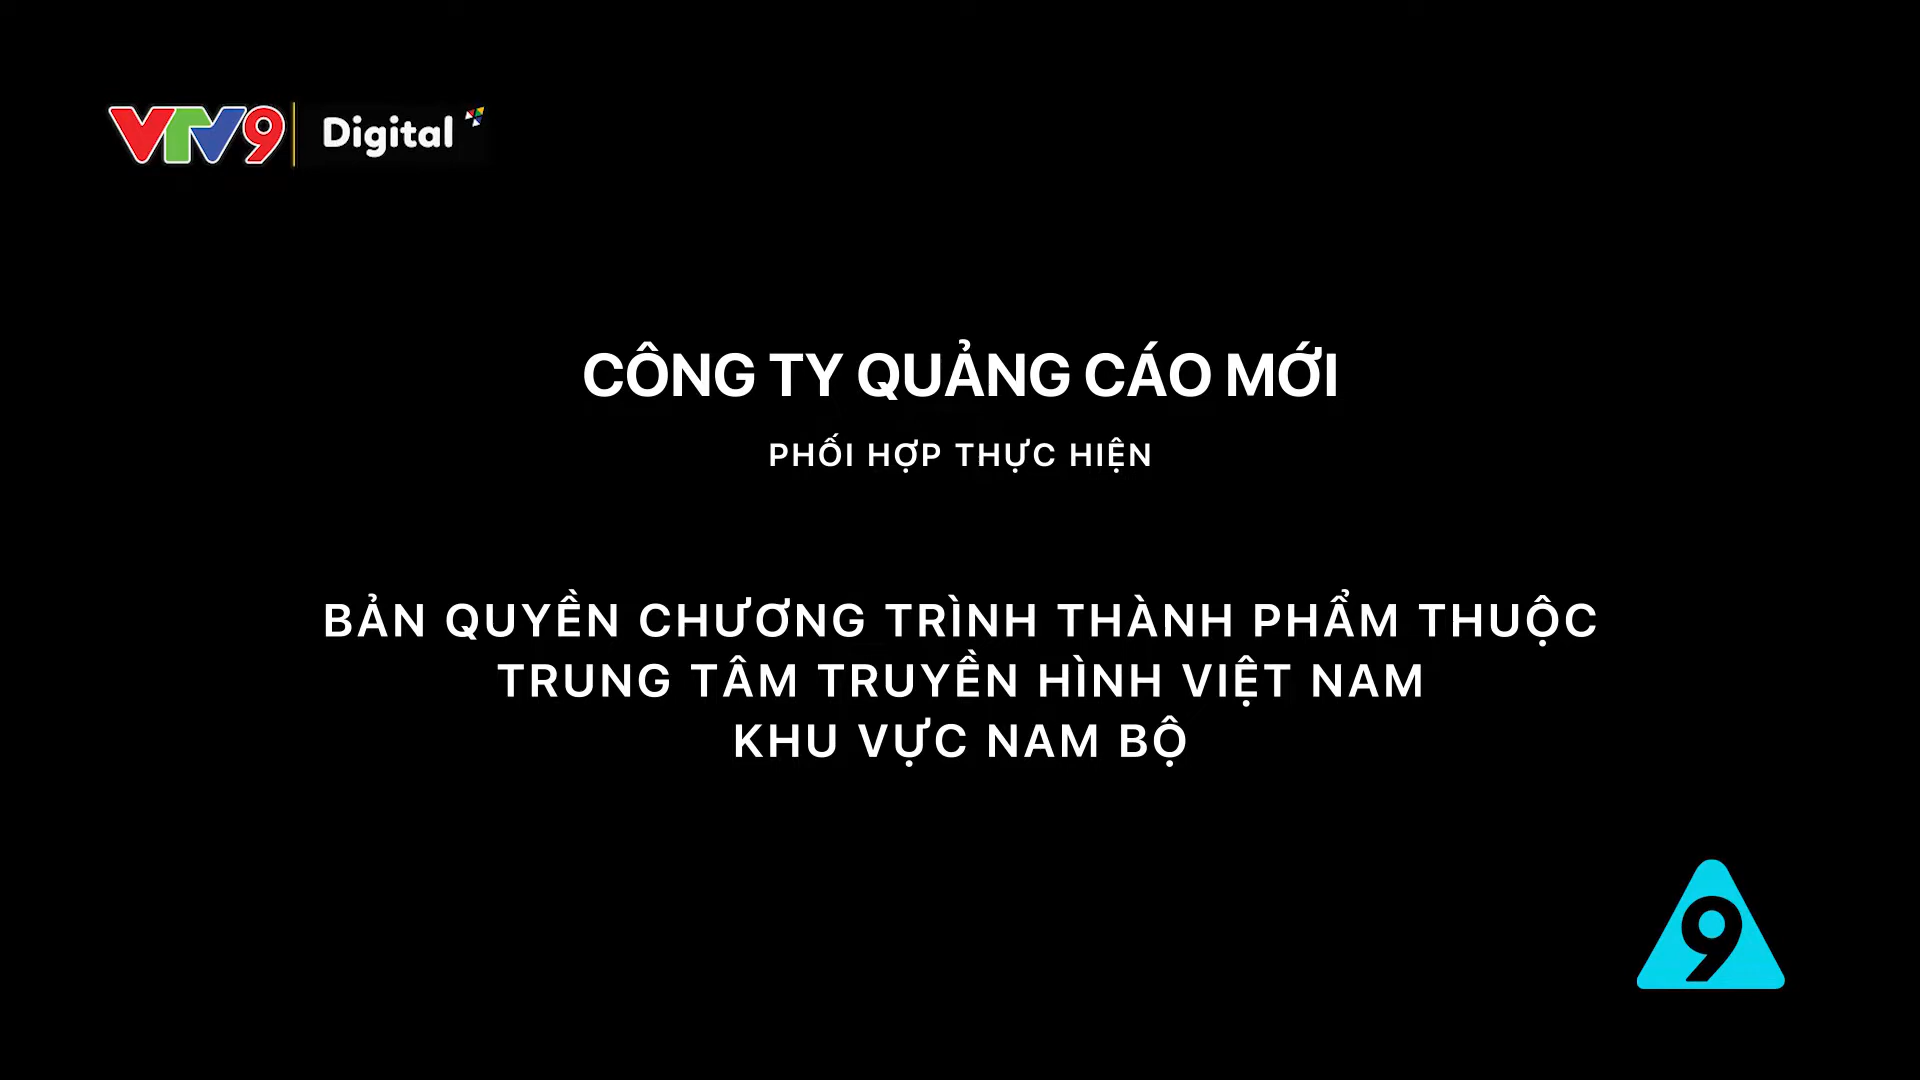 VTV9 Digital
CÔNG TY QUẢNG CÁO MỚI
PHỐI HỢP THỰC HIỆN
BẢN QUYỀN CHƯƠNG TRÌNH THÀNH PHẨM THUỘC
TRUNG TÂM TRUYỀN HÌNH VIỆT NAM
KHU VỰC NAM BỘ
9